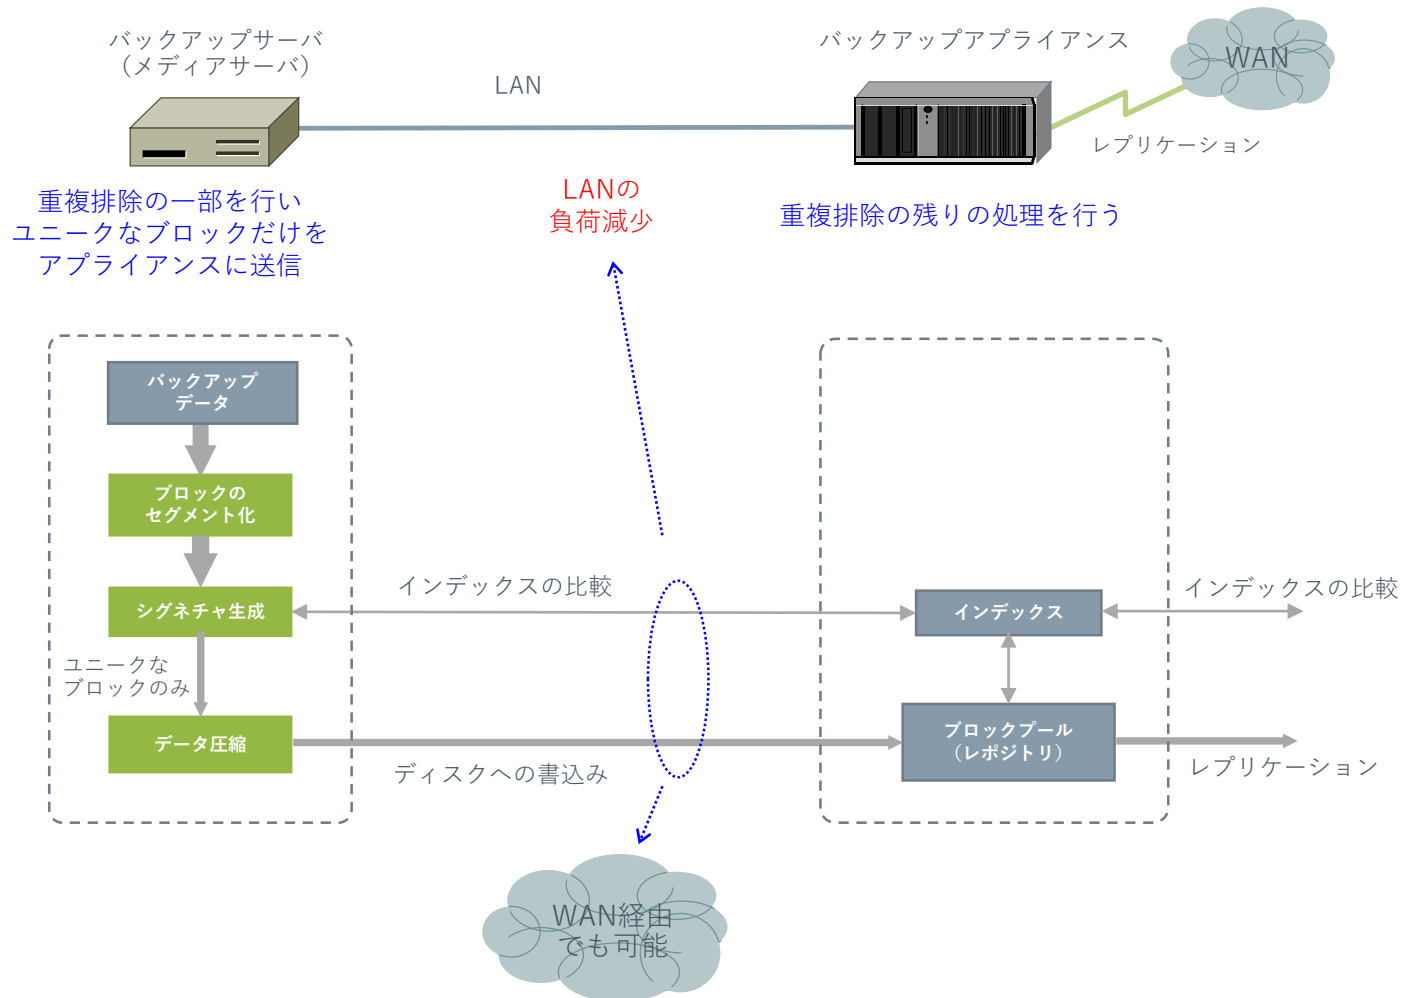 バックアップサーバ
（メディアサーバ）
LAN
バックアップアプライアンス
WAN
レプリケーション
重複排除の一部を行い
ユニークなブロックだけを
アプライアンスに送信
LANの
負荷減少
重複排除の残りの処理を行う
バックアップ
データ
ブロックの
セグメント化
シグネチャ生成
ユニークな
ブロックのみ
データ圧縮
インデックスの比較
ディスクへの書込み
インデックス
ブロックプール
（レポジトリ）
インデックスの比較
レプリケーション
WAN経由
でも可能